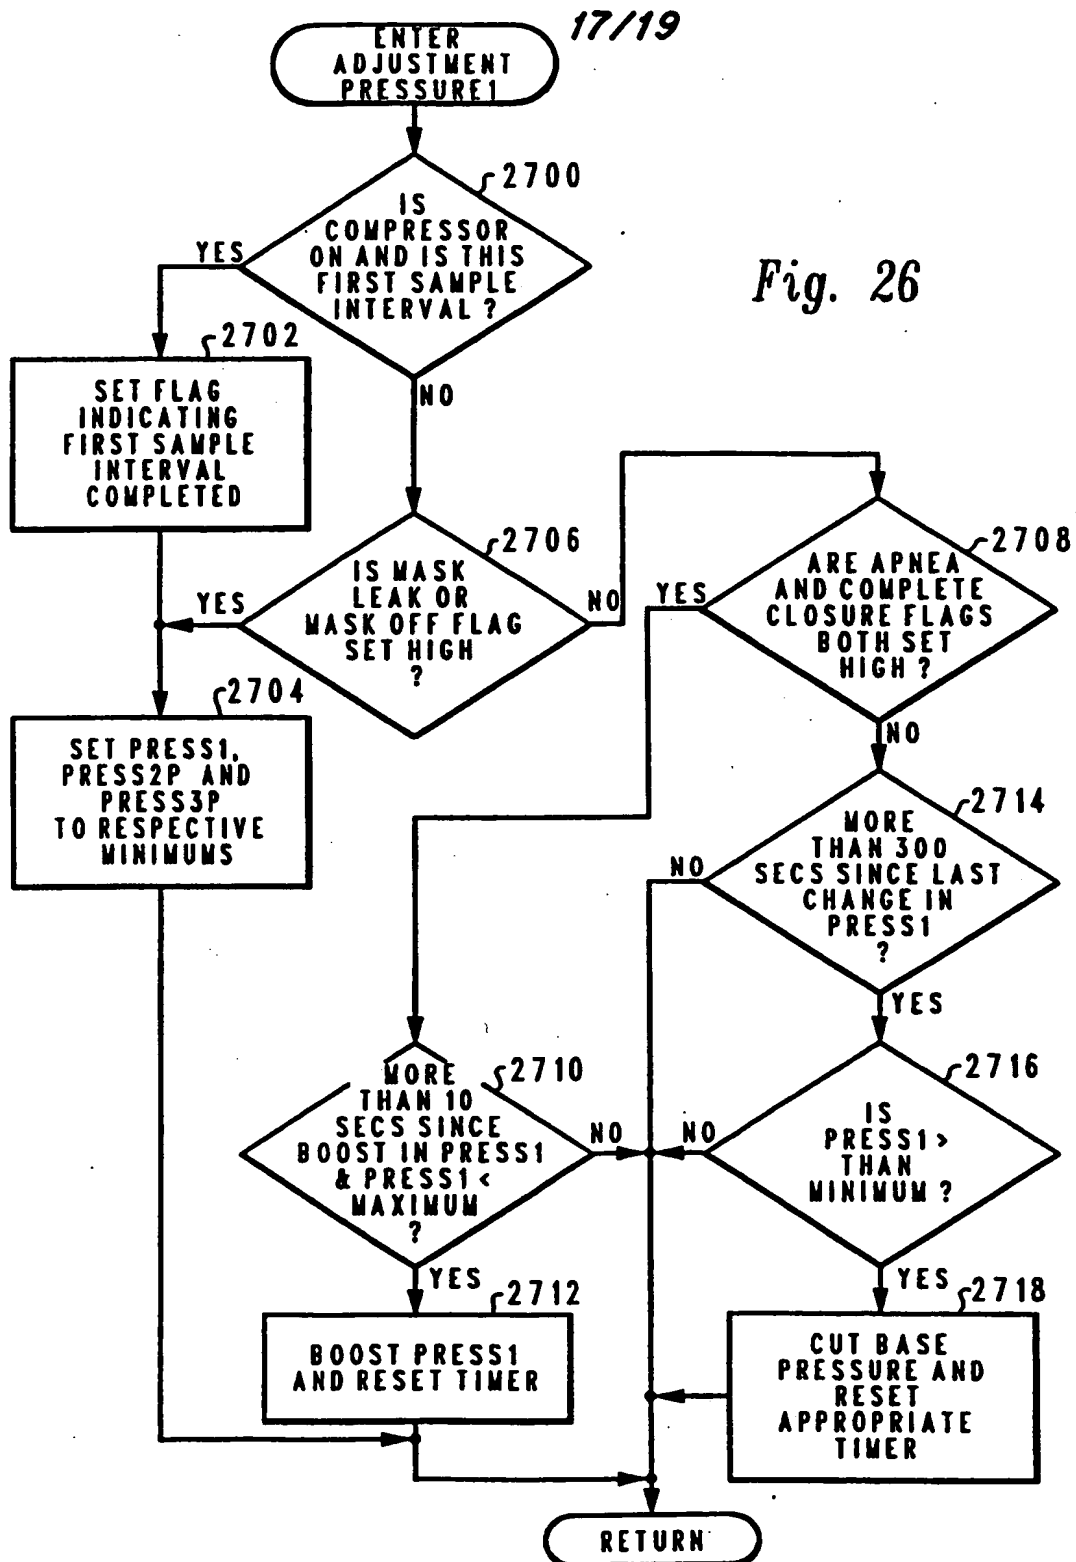 17/19
ENTER
ADJUSTMENT
PRESSURE1
2700
IS
COMPRESSOR
ON AND IS THIS
FIRST SAMPLE
INTERVAL ?
YES
NO
Fig. 26
2702
SET FLAG
INDICATING
FIRST SAMPLE
INTERVAL
COMPLETED
2706
IS MASK
LEAK OR
MASK OFF FLAG
SET HIGH
?
YES
NO
2708
ARE APNEA
AND COMPLETE
CLOSURE FLAGS
BOTH SET
HIGH ?
YES
NO
2704
SET PRESS1,
PRESS2P AND
PRESS3P
TO RESPECTIVE
MINIMUMS
2714
MORE
THAN 300
SECS SINCE LAST
CHANGE IN
PRESS1
?
NO
YES
2710
MORE
THAN 10
SECS SINCE
BOOST IN PRESS1
& PRESS1 <
MAXIMUM
?
NO
YES
2716
IS
PRESS1 >
THAN
MINIMUM ?
NO
YES
2712
BOOST PRESS1
AND RESET TIMER
2718
CUT BASE
PRESSURE AND
RESET
APPROPRIATE
TIMER
RETURN